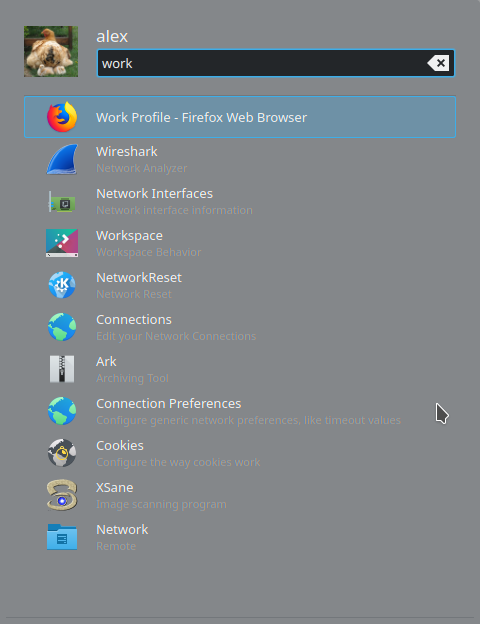 alex
work
Work Profile - Firefox Web Browser
Wireshark
Network Analyzer
Network Interfaces
Network interface information
Workspace
Workspace Behavior
NetworkReset
Network Reset
Connections
Edit your Network Connections
Ark
Archiving Tool
Connection Preferences
Configure generic network preferences, like timeout values
Cookies
Configure the way cookies work
XSane
Image scanning program
Network
Remote